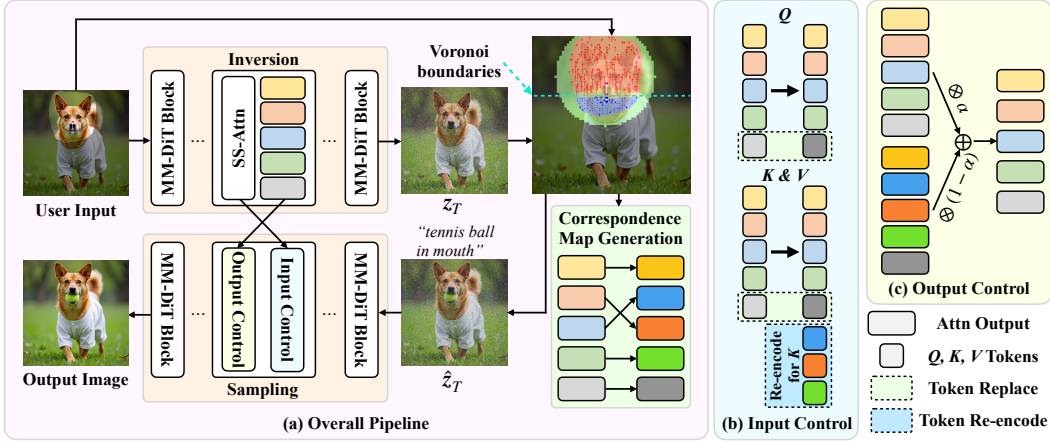 Inversion
MM-DiT Block
...
SS-Attn
...
MM-DiT Block
User Input
z_T
Voronoi
boundaries
"tennis ball
in mouth"
Correspondence
Map Generation
MM-DiT Block
...
Output Control
Input Control
...
MM-DiT Block
Output Image
Sampling
ẑ_T
(a) Overall Pipeline
Q
K & V
Re-encode
for K
(b) Input Control
⊗ α
⊕
⊗ (1 − α)
(c) Output Control
Attn Output
Q, K, V Tokens
Token Replace
Token Re-encode